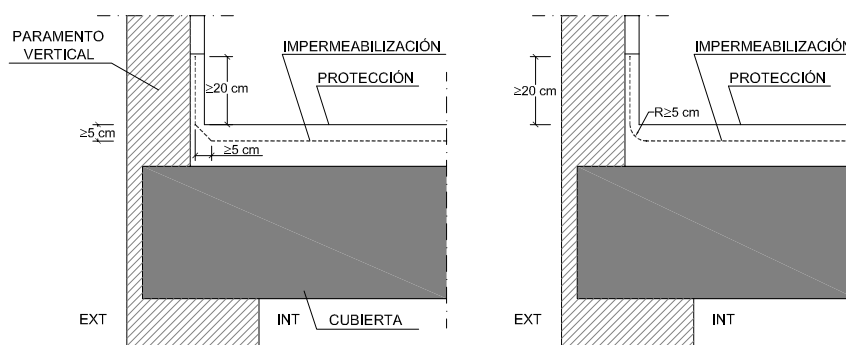 PARAMENTO
VERTICAL
IMPERMEABILIZACIÓN
PROTECCIÓN
≥20 cm
≥5 cm
≥5 cm
EXT
INT
CUBIERTA
IMPERMEABILIZACIÓN
PROTECCIÓN
≥20 cm
R≥5 cm
EXT
INT